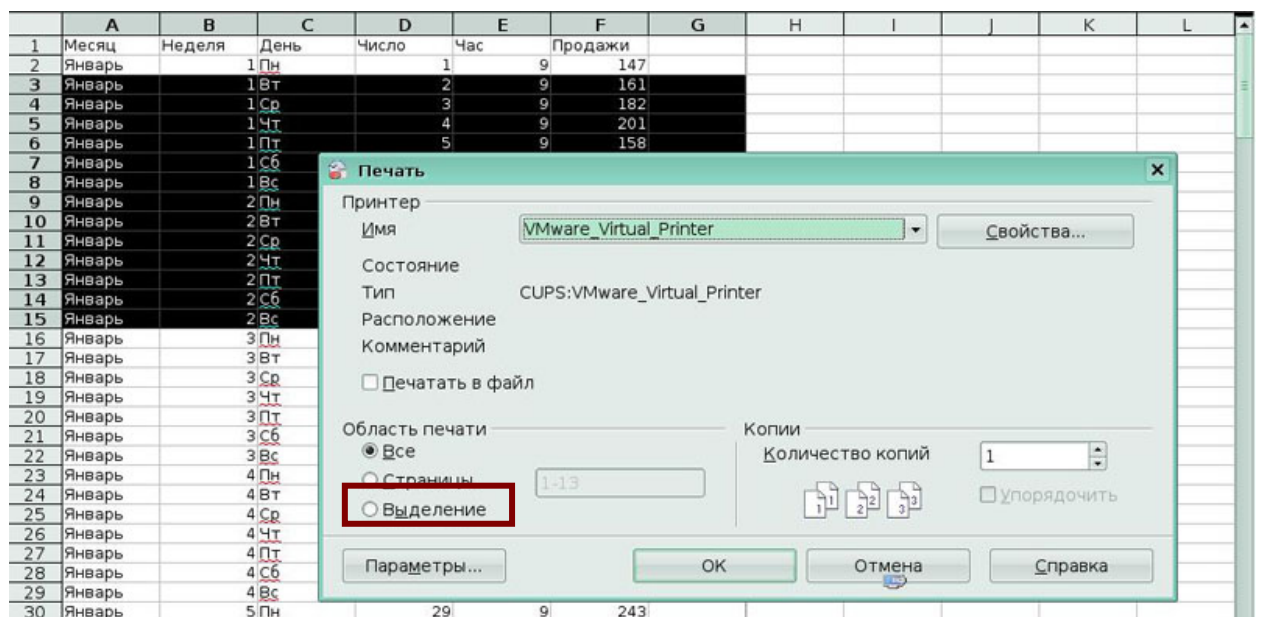 A B C D E F G H I J K L
1 Месяц Неделя День Число Час Продажи
2 Январь 1 Пн 1 9 147
3 Январь 1 Вт 2 9 161
4 Январь 1 Ср 3 9 182
5 Январь 1 Чт 4 9 201
6 Январь 1 Пт 5 9 158
7 Январь 1 Сб
8 Январь 1 Вс
9 Январь 2 Пн
10 Январь 2 Вт
11 Январь 2 Ср
12 Январь 2 Чт
13 Январь 2 Пт
14 Январь 2 Сб
15 Январь 2 Вс
16 Январь 3 Пн
17 Январь 3 Вт
18 Январь 3 Ср
19 Январь 3 Чт
20 Январь 3 Пт
21 Январь 3 Сб
22 Январь 3 Вс
23 Январь 4 Пн
24 Январь 4 Вт
25 Январь 4 Ср
26 Январь 4 Чт
27 Январь 4 Пт
28 Январь 4 Сб
29 Январь 4 Вс
30 Январь 5 Пн 29 9 243
Печать
Принтер
Имя VMware_Virtual_Printer Свойства...
Состояние
Тип CUPS:VMware_Virtual_Printer
Расположение
Комментарий
Печатать в файл
Область печати Копии
Все Количество копий 1
Страницы 1-13 1 1 2 2 3 3 Упорядочить
Выделение
Параметры... OK Отмена Справка